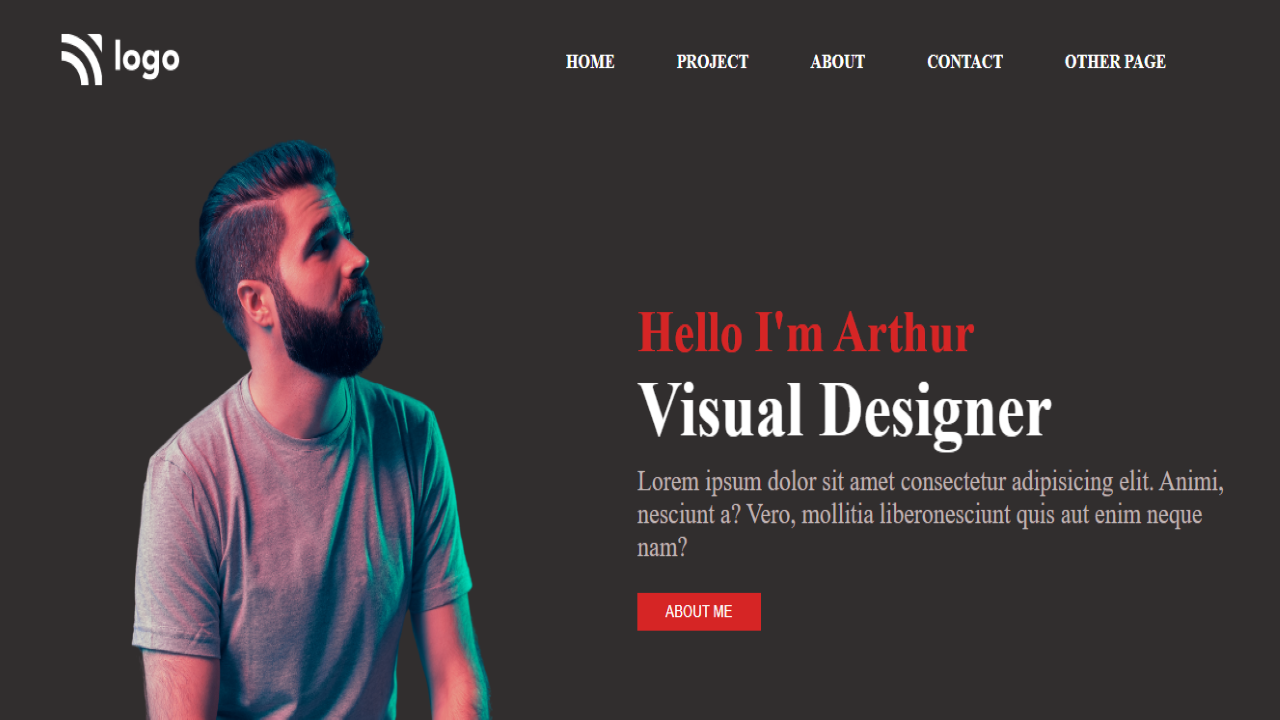 logo
HOME PROJECT ABOUT CONTACT OTHER PAGE
Hello I'm Arthur
Visual Designer
Lorem ipsum dolor sit amet consectetur adipisicing elit. Animi,
nesciunt a? Vero, mollitia liberonesciunt quis aut enim neque
nam?
ABOUT ME